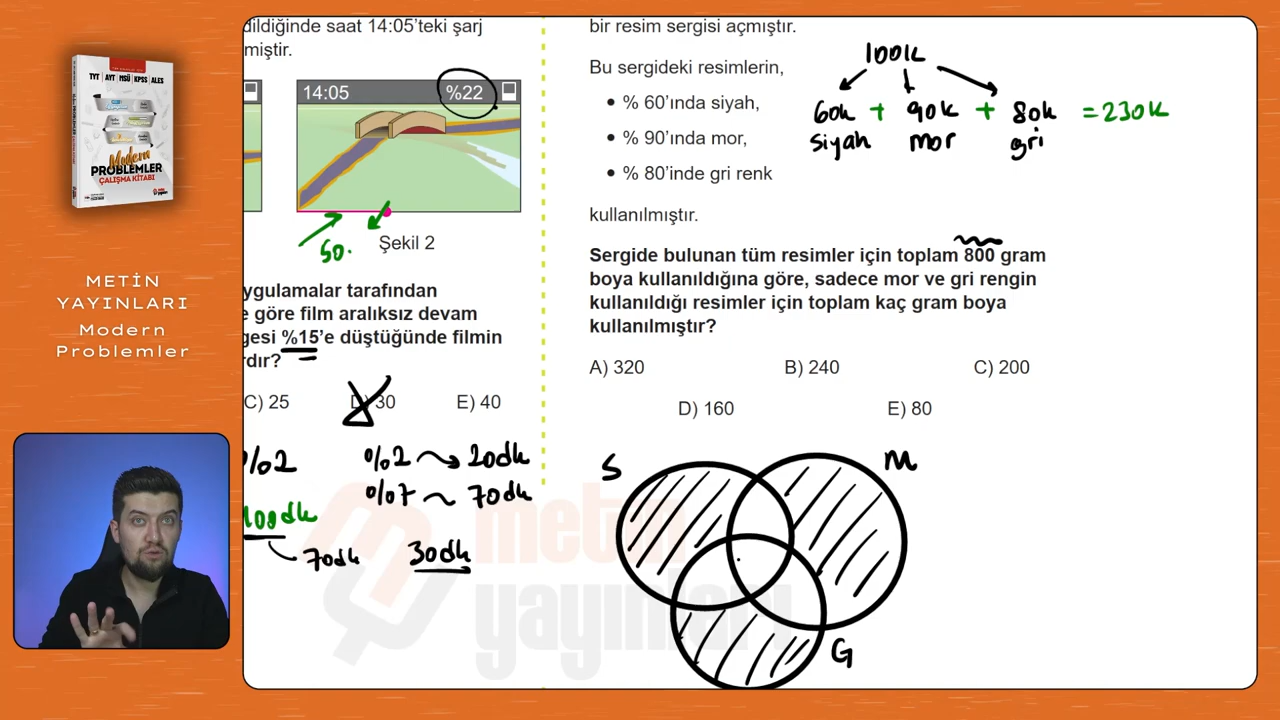 TYT | AYT | MSÜ | KPSS | ALES
Modern
PROBLEMLER
ÇALIŞMA KİTABI
METİN
YAYINLARI
Modern
Problemler
dildiğinde saat 14:05'teki şarj
miştir.
14:05 %22
50.
Şekil 2
ygulamalar tarafından
e göre film aralıksız devam
gesi %15'e düştüğünde filmin
rdır?
C) 25 D) 30 E) 40
%2
%2 20dk
%7 70dk
100dk
70dk
30dk
bir resim sergisi açmıştır.
Bu sergideki resimlerin,
• % 60'ında siyah,
• % 90'ında mor,
• % 80'inde gri renk
kullanılmıştır.
100k
60k + 90k + 80k = 230k
siyah mor gri
Sergide bulunan tüm resimler için toplam 800 gram
boya kullanıldığına göre, sadece mor ve gri rengin
kullanıldığı resimler için toplam kaç gram boya
kullanılmıştır?
A) 320 B) 240 C) 200
D) 160 E) 80
S M
G
metin
yayınları